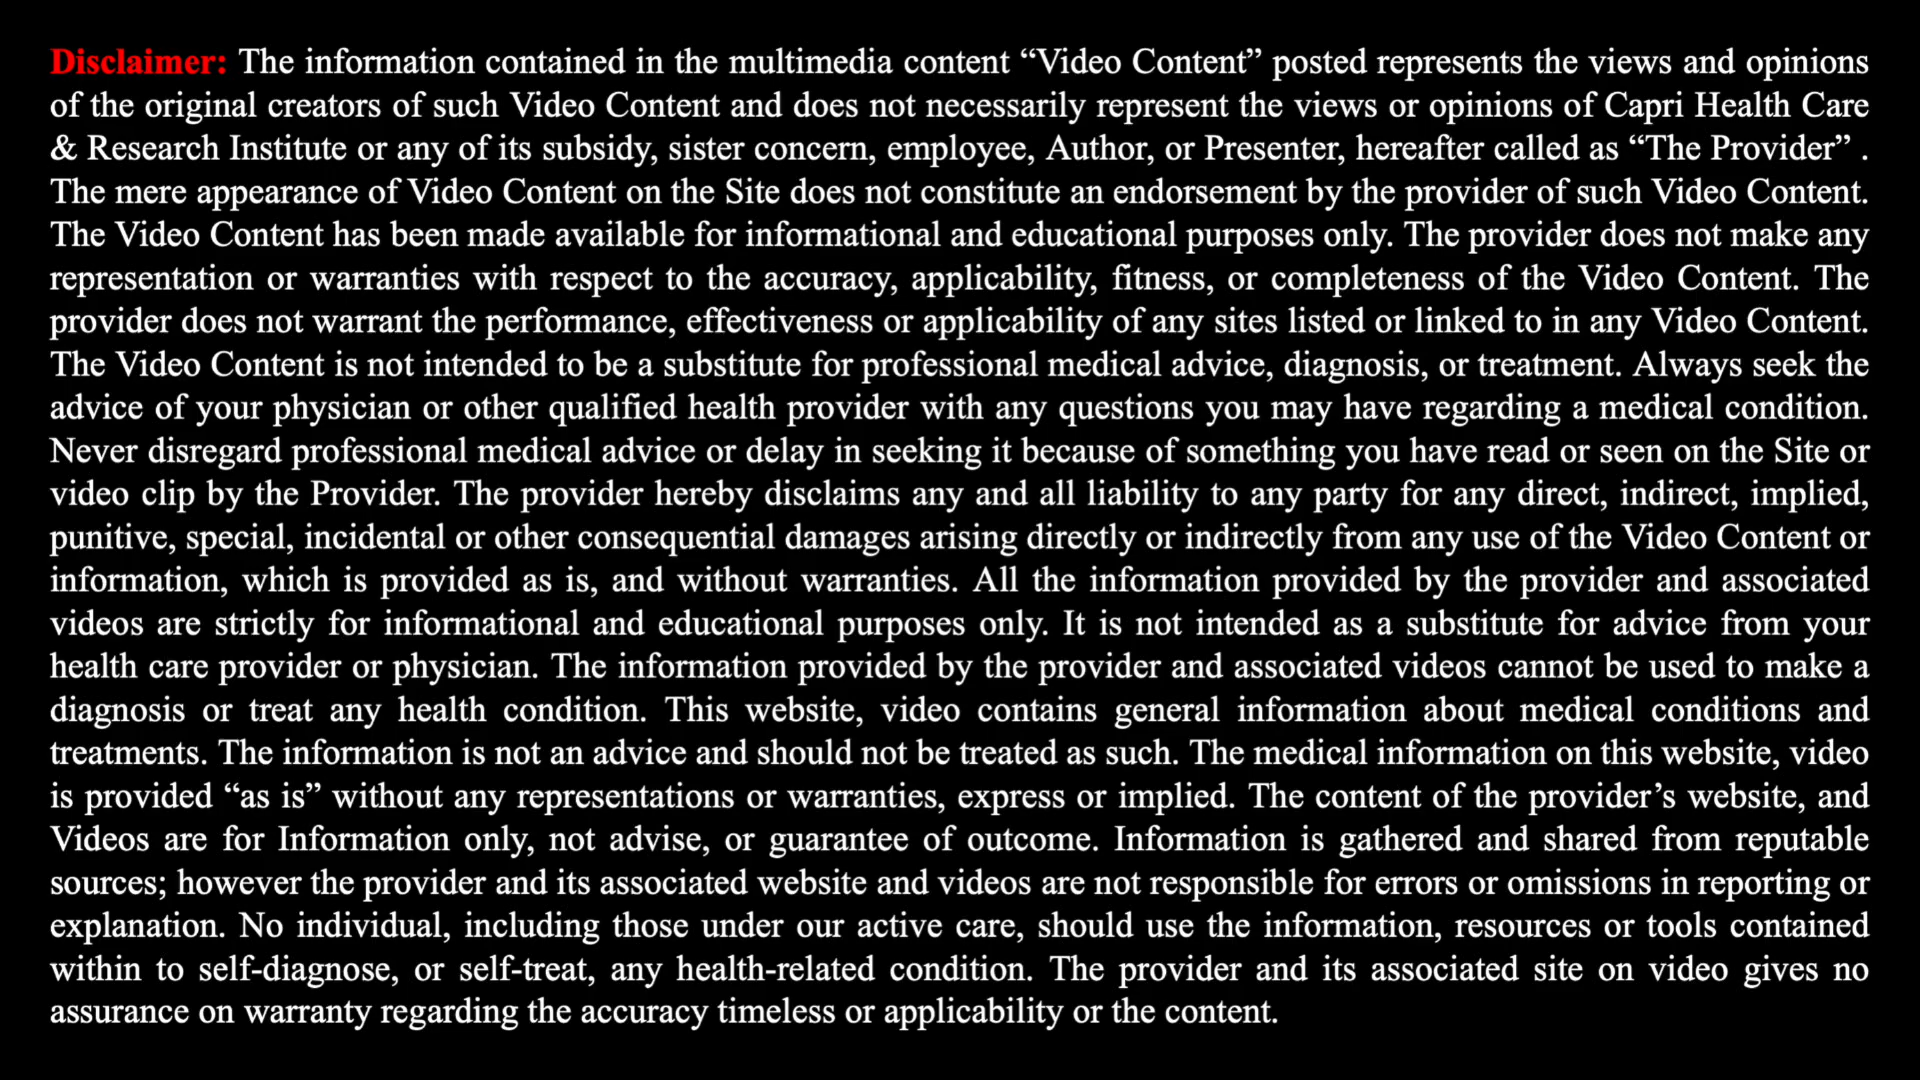 Disclaimer: The information contained in the multimedia content “Video Content” posted represents the views and opinions
of the original creators of such Video Content and does not necessarily represent the views or opinions of Capri Health Care
& Research Institute or any of its subsidy, sister concern, employee, Author, or Presenter, hereafter called as “The Provider” .
The mere appearance of Video Content on the Site does not constitute an endorsement by the provider of such Video Content.
The Video Content has been made available for informational and educational purposes only. The provider does not make any
representation or warranties with respect to the accuracy, applicability, fitness, or completeness of the Video Content. The
provider does not warrant the performance, effectiveness or applicability of any sites listed or linked to in any Video Content.
The Video Content is not intended to be a substitute for professional medical advice, diagnosis, or treatment. Always seek the
advice of your physician or other qualified health provider with any questions you may have regarding a medical condition.
Never disregard professional medical advice or delay in seeking it because of something you have read or seen on the Site or
video clip by the Provider. The provider hereby disclaims any and all liability to any party for any direct, indirect, implied,
punitive, special, incidental or other consequential damages arising directly or indirectly from any use of the Video Content or
information, which is provided as is, and without warranties. All the information provided by the provider and associated
videos are strictly for informational and educational purposes only. It is not intended as a substitute for advice from your
health care provider or physician. The information provided by the provider and associated videos cannot be used to make a
diagnosis or treat any health condition. This website, video contains general information about medical conditions and
treatments. The information is not an advice and should not be treated as such. The medical information on this website, video
is provided “as is” without any representations or warranties, express or implied. The content of the provider’s website, and
Videos are for Information only, not advise, or guarantee of outcome. Information is gathered and shared from reputable
sources; however the provider and its associated website and videos are not responsible for errors or omissions in reporting or
explanation. No individual, including those under our active care, should use the information, resources or tools contained
within to self-diagnose, or self-treat, any health-related condition. The provider and its associated site on video gives no
assurance on warranty regarding the accuracy timeless or applicability or the content.